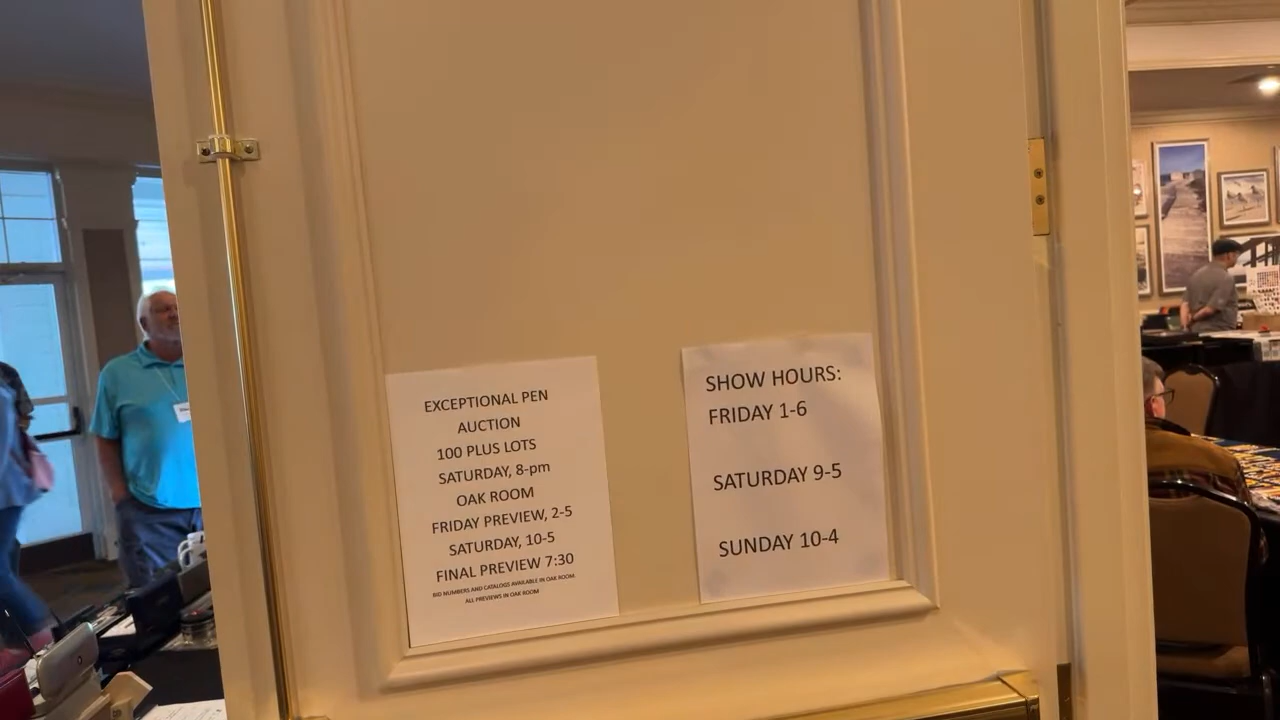 EXCEPTIONAL PEN
AUCTION
100 PLUS LOTS
SATURDAY, 8-pm
OAK ROOM
FRIDAY PREVIEW, 2-5
SATURDAY, 10-5
FINAL PREVIEW 7:30
BID NUMBERS AND CATALOGS AVAILABLE IN OAK ROOM.
ALL PREVIEWS IN OAK ROOM
SHOW HOURS:
FRIDAY 1-6
SATURDAY 9-5
SUNDAY 10-4